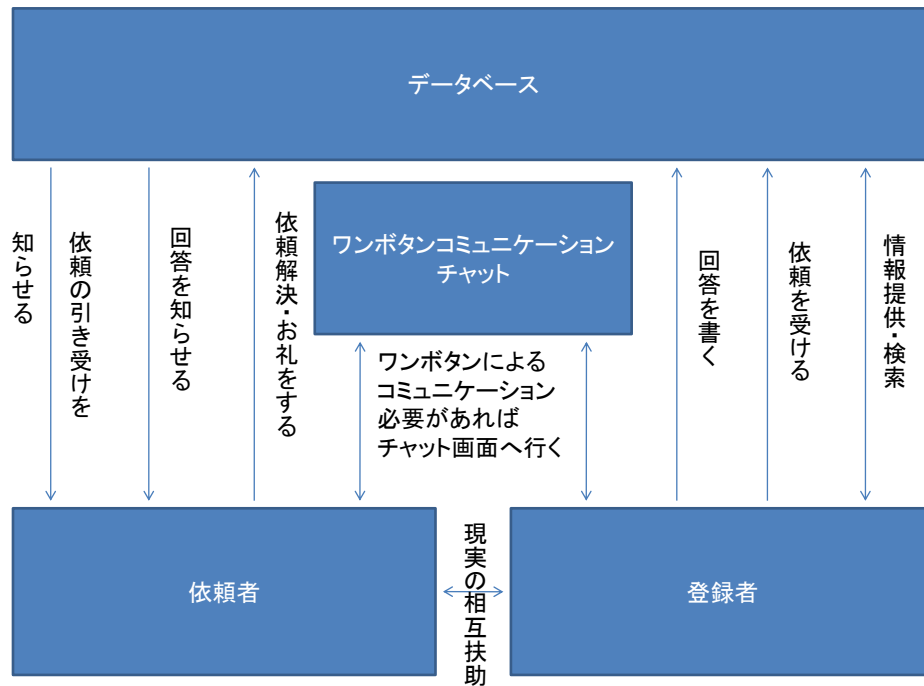 データベース
ワンボタンコミュニケーション
チャット
依頼の引き受けを
知らせる
回答を知らせる
依頼解決・お礼をする
ワンボタンによる
コミュニケーション
必要があれば
チャット画面へ行く
回答を書く
依頼を受ける
情報提供・検索
依頼者
現実の相互扶助
登録者